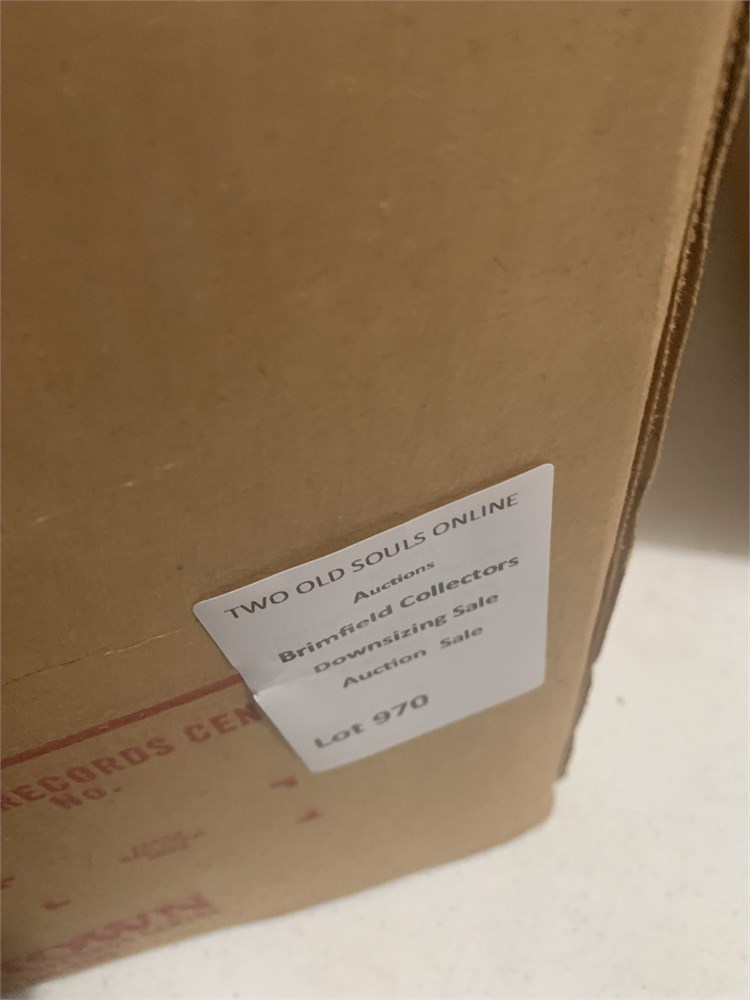 TWO OLD SOULS ONLINE
Auctions
Brimfield Collectors
Downsizing Sale
Auction Sale
Lot 970
RECORDS CEN
No.